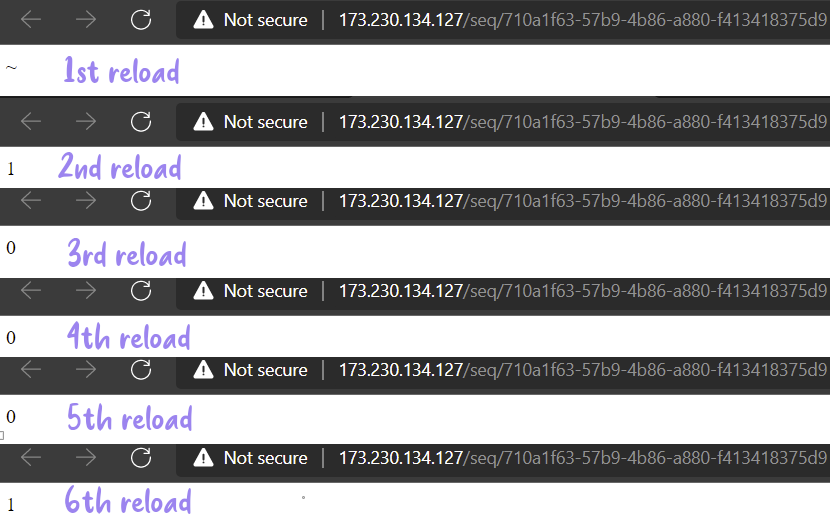 Not secure | 173.230.134.127/seq/710a1f63-57b9-4b86-a880-f413418375d9
~ 1st reload
Not secure | 173.230.134.127/seq/710a1f63-57b9-4b86-a880-f413418375d9
1 2nd reload
Not secure | 173.230.134.127/seq/710a1f63-57b9-4b86-a880-f413418375d9
0 3rd reload
Not secure | 173.230.134.127/seq/710a1f63-57b9-4b86-a880-f413418375d9
0 4th reload
Not secure | 173.230.134.127/seq/710a1f63-57b9-4b86-a880-f413418375d9
0 5th reload
Not secure | 173.230.134.127/seq/710a1f63-57b9-4b86-a880-f413418375d9
1 6th reload